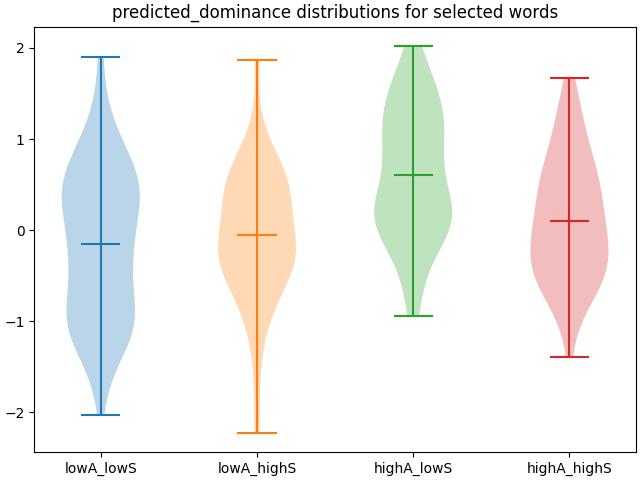 predicted_dominance distributions for selected words
2
1
0
−1
−2
lowA_lowS
lowA_highS
highA_lowS
highA_highS